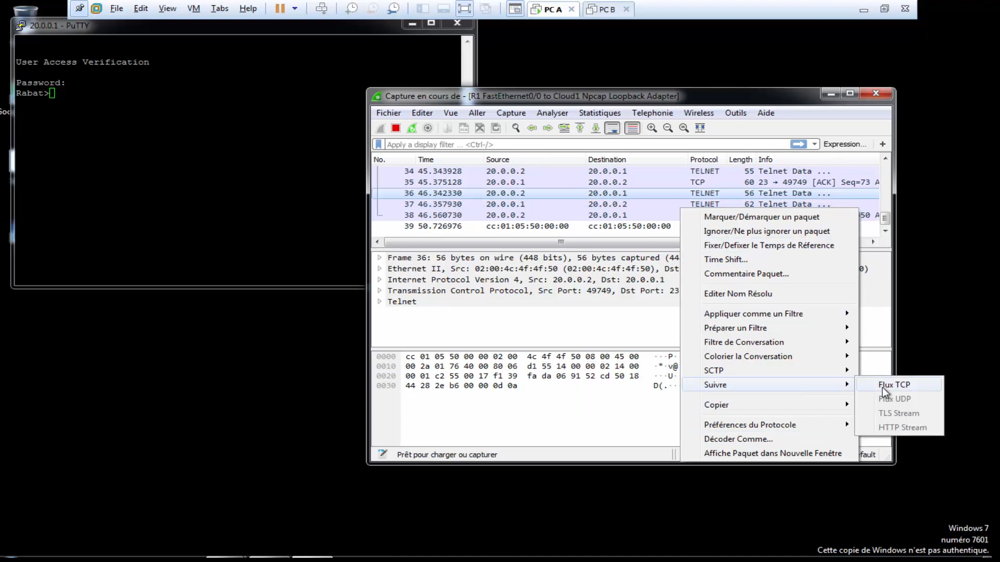 File Edit View VM Tabs Help PC A PC B
20.0.0.1 - PuTTY
User Access Verification
Password:
Rabat>
Capture en cours de - [R1 FastEthernet0/0 to Cloud1 Npcap Loopback Adapter]
Fichier Editer Vue Aller Capture Analyser Statistiques Telephonie Wireless Outils Aide
Apply a display filter ... <Ctrl-/> Expression... +
No. Time Source Destination Protocol Length Info
34 45.343928 20.0.0.2 20.0.0.1 TELNET 55 Telnet Data ...
35 45.375128 20.0.0.1 20.0.0.2 TCP 60 23 → 49749 [ACK] Seq=73 A
36 46.342330 20.0.0.2 20.0.0.1 TELNET 56 Telnet Data ...
37 46.357930 20.0.0.1 20.0.0.2 TELNET 62 Telnet Data ...
38 46.560730 20.0.0.2 20.0.0.1 =50 A
39 50.726976 cc:01:05:50:00:00 cc:01:05:50:00:00
Frame 36: 56 bytes on wire (448 bits), 56 bytes captured (44
Ethernet II, Src: 02:00:4c:4f:4f:50 (02:00:4c:4f:4f:50), Dst 0)
Internet Protocol Version 4, Src: 20.0.0.2, Dst: 20.0.0.1
Transmission Control Protocol, Src Port: 49749, Dst Port: 23
Telnet
0000 cc 01 05 50 00 00 02 00 4c 4f 4f 50 08 00 45 00 ···P·
0010 00 2a 01 76 40 00 80 06 d1 55 14 00 00 02 14 00 ·*·v@
0020 00 01 c2 55 00 17 f1 39 fa da 06 91 52 cd 50 18 ···U·
0030 44 28 2e b6 00 00 0d 0a D(.··
Prêt pour charger ou capturer
fault
Marquer/Démarquer un paquet
Ignorer/Ne plus ignorer un paquet
Fixer/Defixer le Temps de Réference
Time Shift...
Commentaire Paquet...
Editer Nom Résolu
Appliquer comme un Filtre
Préparer un Filtre
Filtre de Conversation
Colorier la Conversation
SCTP
Suivre
Copier
Préférences du Protocole
Décoder Comme...
Affiche Paquet dans Nouvelle Fenêtre
Flux TCP
Flux UDP
TLS Stream
HTTP Stream
Windows 7
numéro 7601
Cette copie de Windows n'est pas authentique.